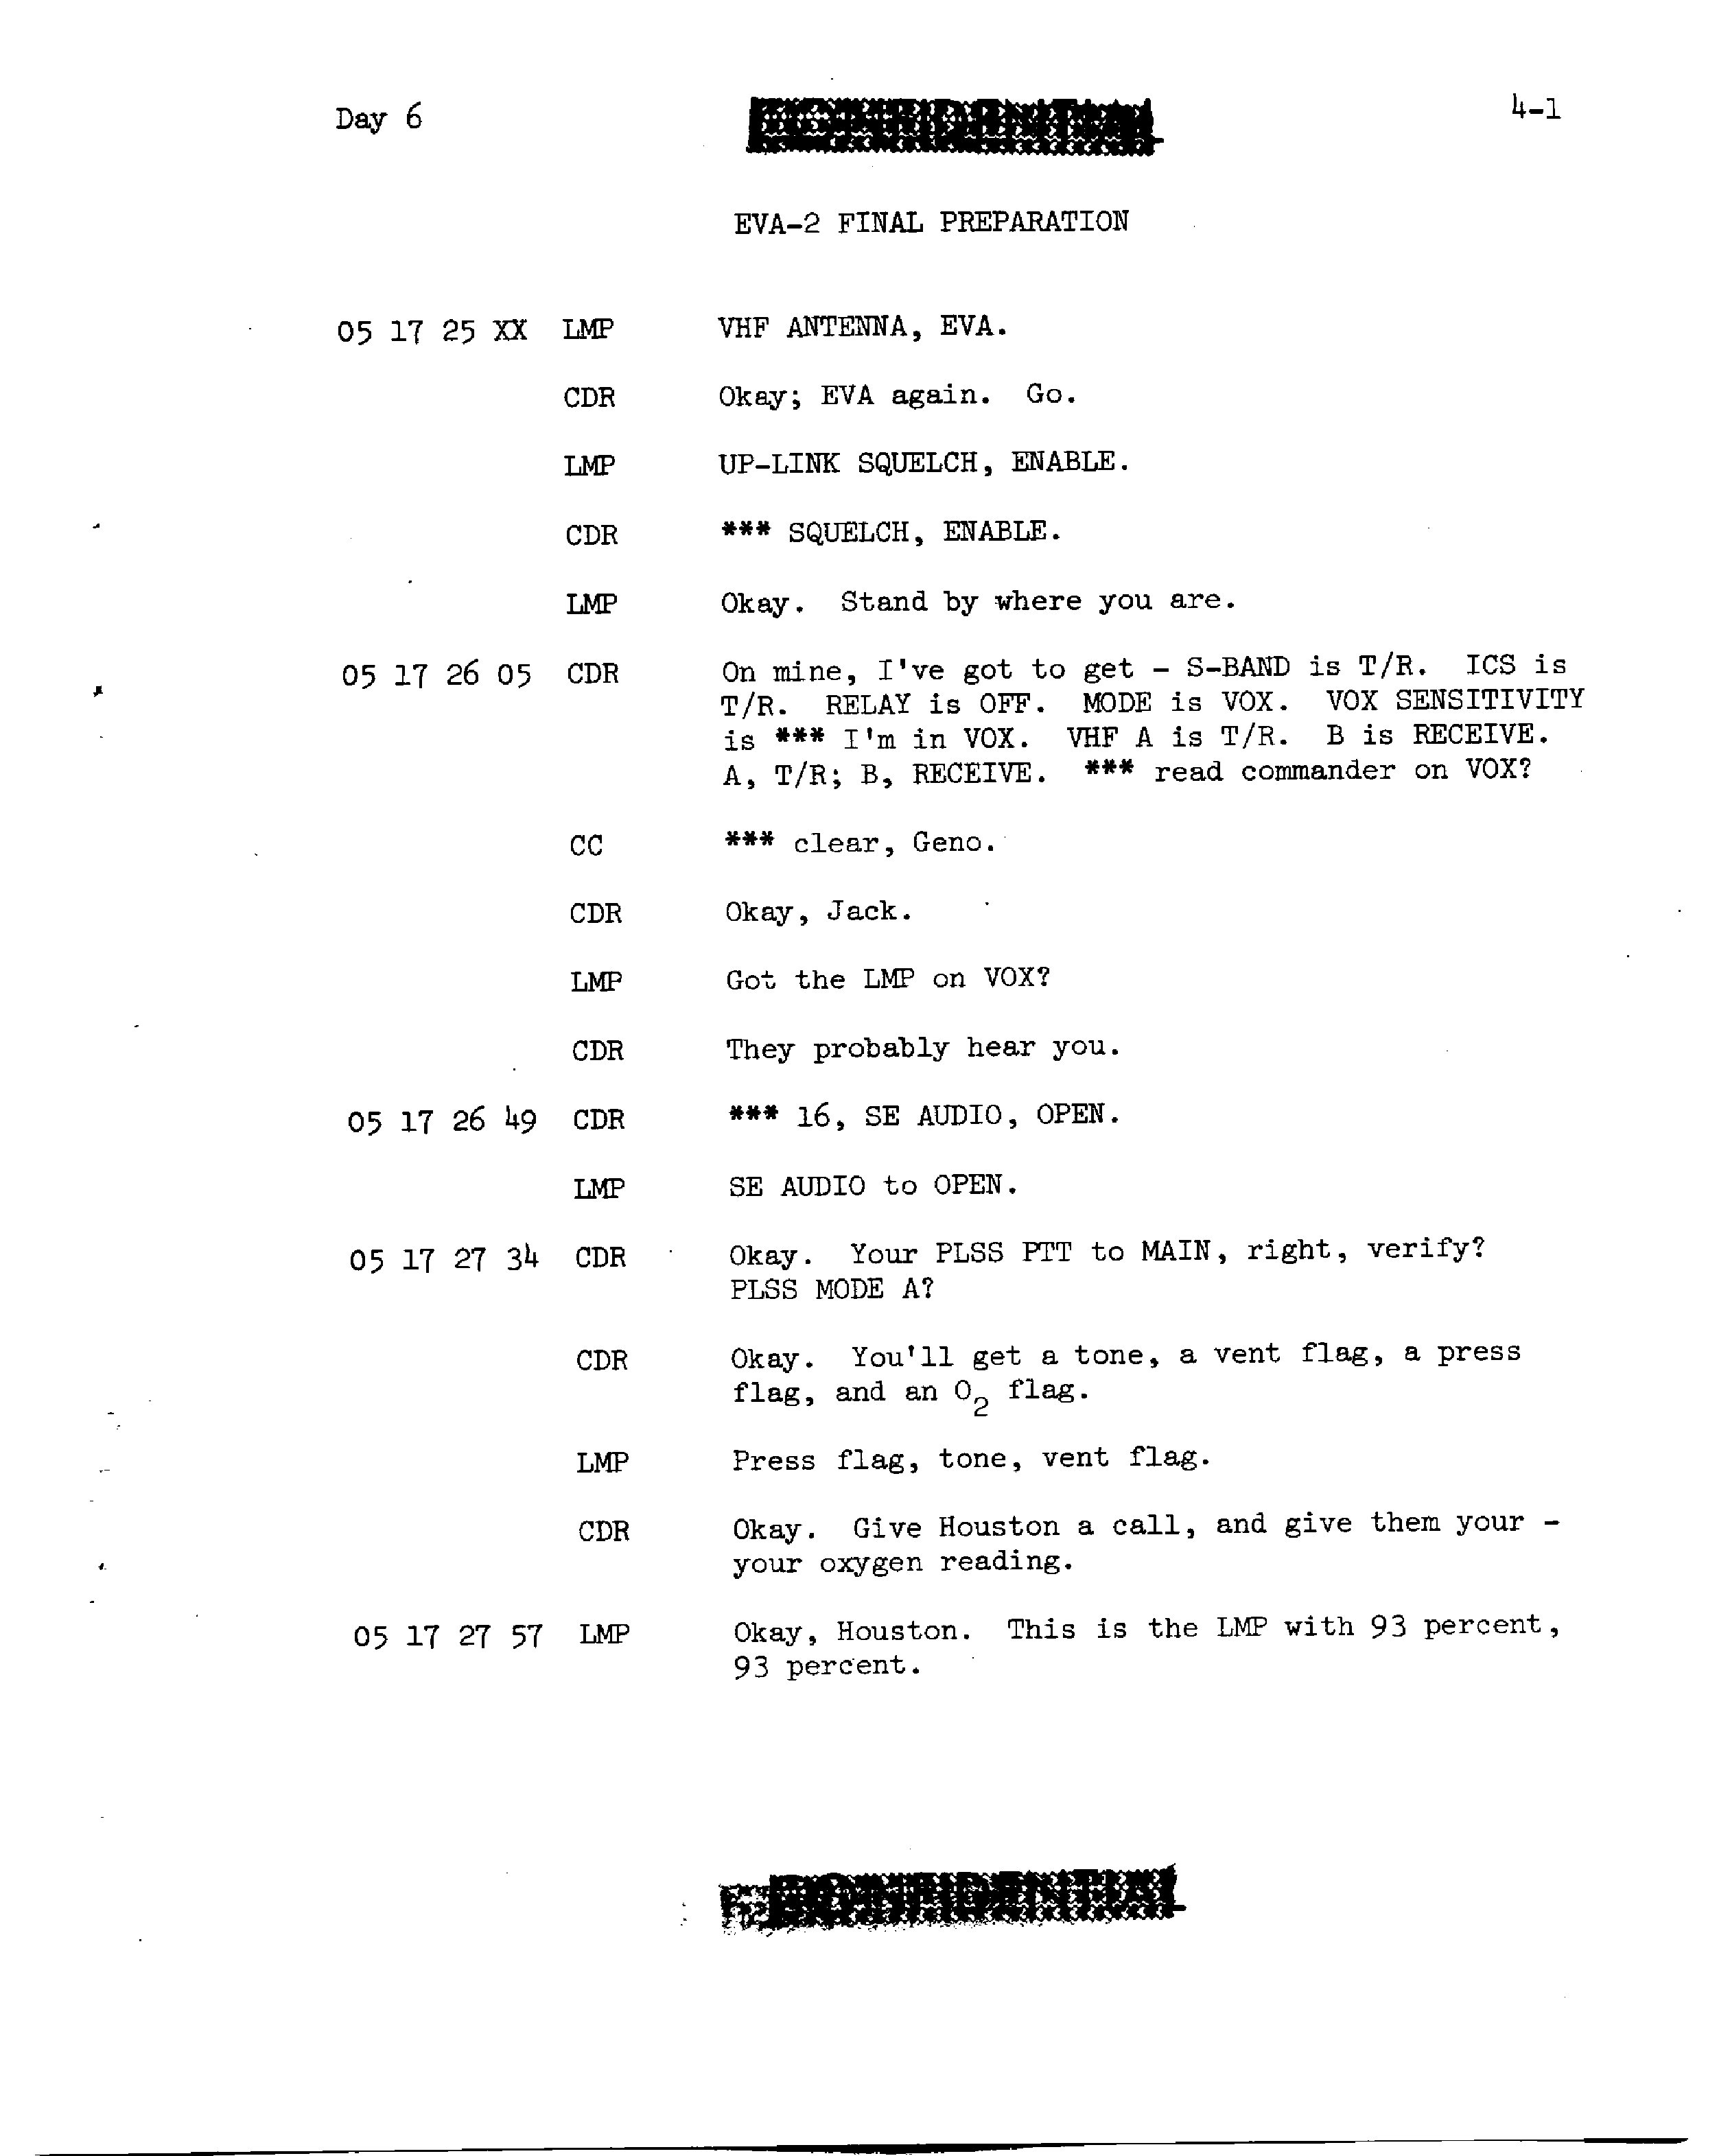 Day 6
CONFIDENTIAL
4-1
EVA-2 FINAL PREPARATION
05 17 25 XX LMP VHF ANTENNA, EVA.
CDR Okay; EVA again. Go.
LMP UP-LINK SQUELCH, ENABLE.
CDR *** SQUELCH, ENABLE.
LMP Okay. Stand by where you are.
05 17 26 05 CDR On mine, I've got to get - S-BAND is T/R. ICS is
T/R. RELAY is OFF. MODE is VOX. VOX SENSITIVITY
is *** I'm in VOX. VHF A is T/R. B is RECEIVE.
A, T/R; B, RECEIVE. *** read commander on VOX?
CC *** clear, Geno.
CDR Okay, Jack.
LMP Got the LMP on VOX?
CDR They probably hear you.
05 17 26 49 CDR *** 16, SE AUDIO, OPEN.
LMP SE AUDIO to OPEN.
05 17 27 34 CDR Okay. Your PLSS PTT to MAIN, right, verify?
PLSS MODE A?
CDR Okay. You'll get a tone, a vent flag, a press
flag, and an O₂ flag.
LMP Press flag, tone, vent flag.
CDR Okay. Give Houston a call, and give them your -
your oxygen reading.
05 17 27 57 LMP Okay, Houston. This is the LMP with 93 percent,
93 percent.
CONFIDENTIAL